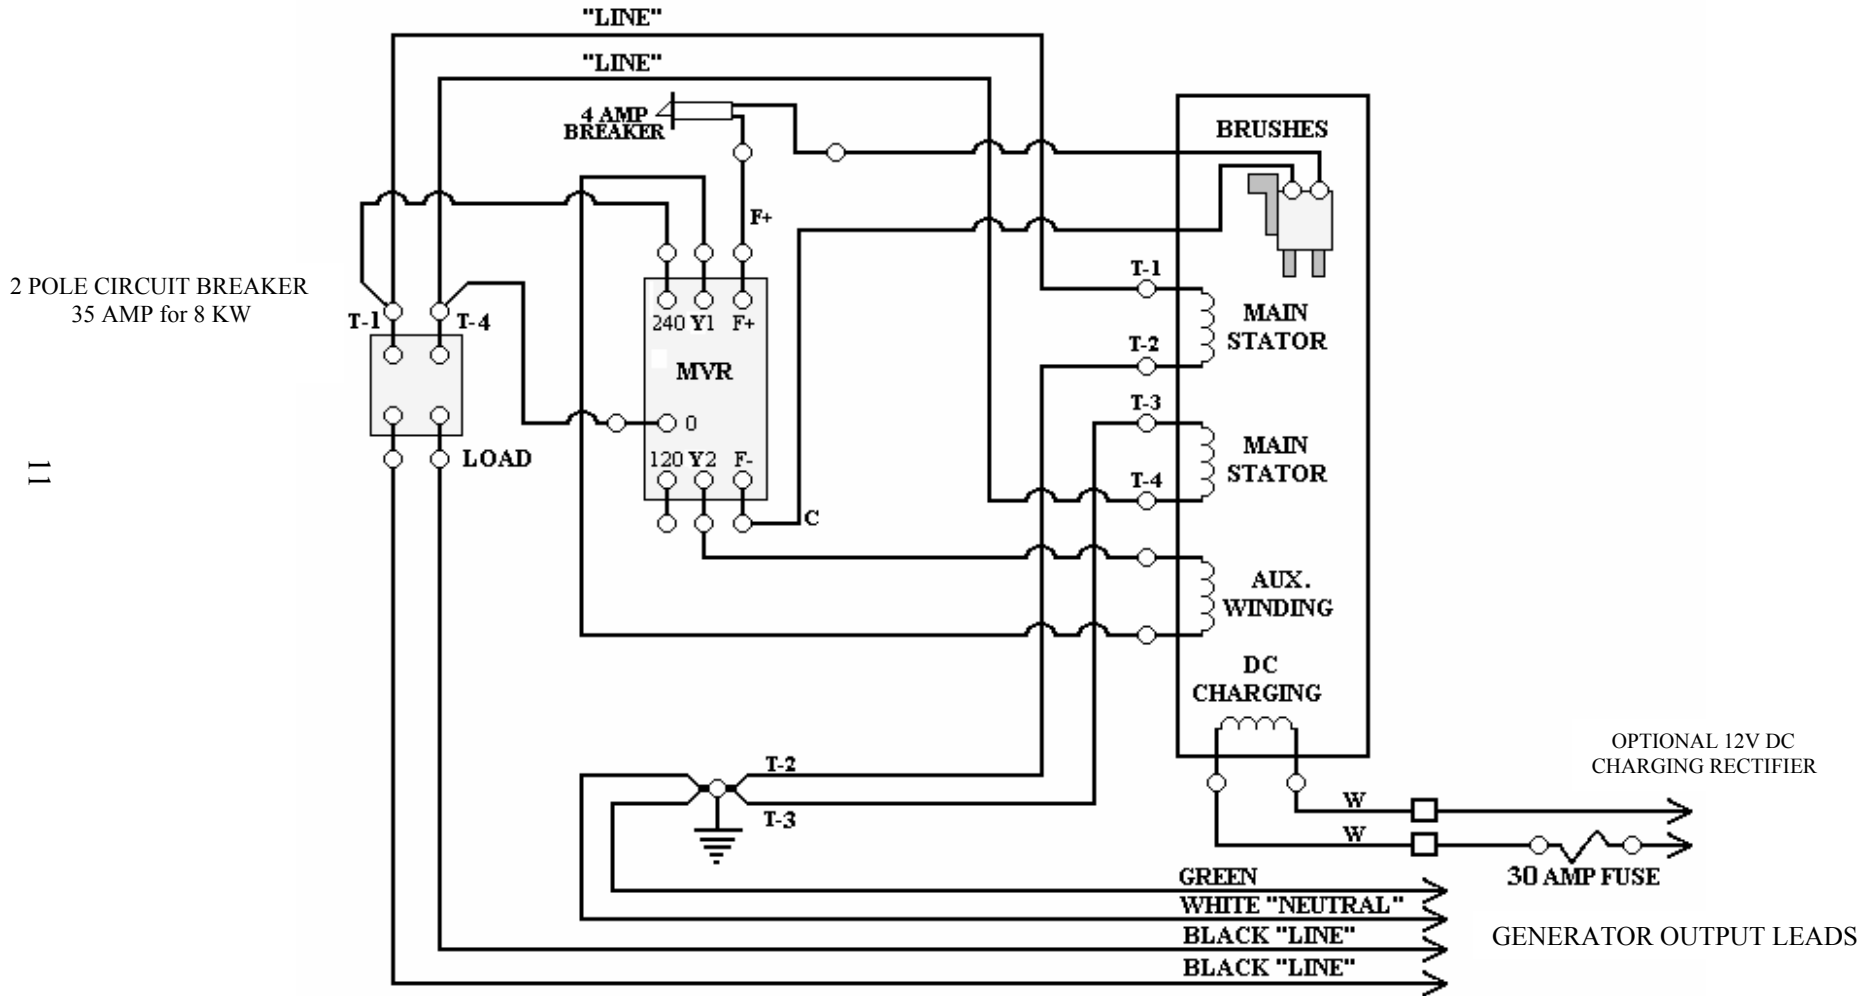 "LINE"
"LINE"
4 AMP
BREAKER
BRUSHES
F+
2 POLE CIRCUIT BREAKER
35 AMP for 8 KW
T-1
T-4
240 Y1 F+
MVR
0
120 Y2 F-
C
LOAD
11
T-1
MAIN
STATOR
T-2
T-3
MAIN
STATOR
T-4
AUX.
WINDING
DC
CHARGING
T-2
T-3
OPTIONAL 12V DC
CHARGING RECTIFIER
W
W
30 AMP FUSE
GREEN
WHITE "NEUTRAL"
BLACK "LINE"
BLACK "LINE"
GENERATOR OUTPUT LEADS